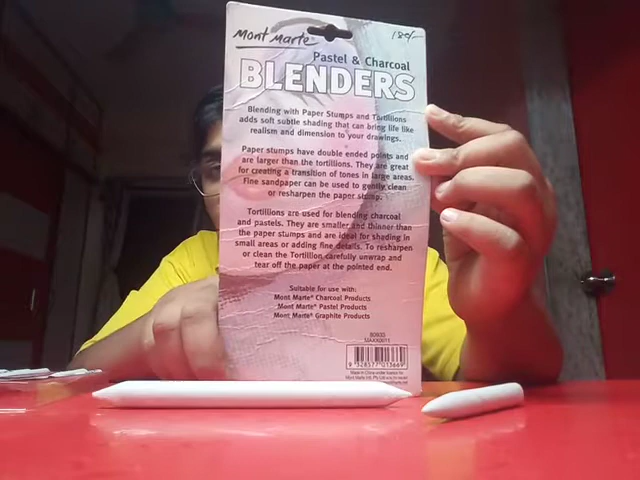 Mont Marte
180/-
Pastel & Charcoal
BLENDERS
Blending with Paper Stumps and Tortillions
adds soft subtle shading that can bring life like
realism and dimension to your drawings.
Paper stumps have double ended points and
are larger than the tortillions. They are great
for creating a transition of tones in large areas.
Fine sandpaper can be used to gently clean
or resharpen the paper stump.
Tortillions are used for blending charcoal
and pastels. They are smaller and thinner than
the paper stumps and are ideal for shading in
small areas or adding fine details. To resharpen
or clean the Tortillion carefully unwrap and
tear off the paper at the pointed end.
Suitable for use with:
Mont Marte® Charcoal Products
Mont Marte® Pastel Products
Mont Marte® Graphite Products
MAXX0011
9 328577 013669